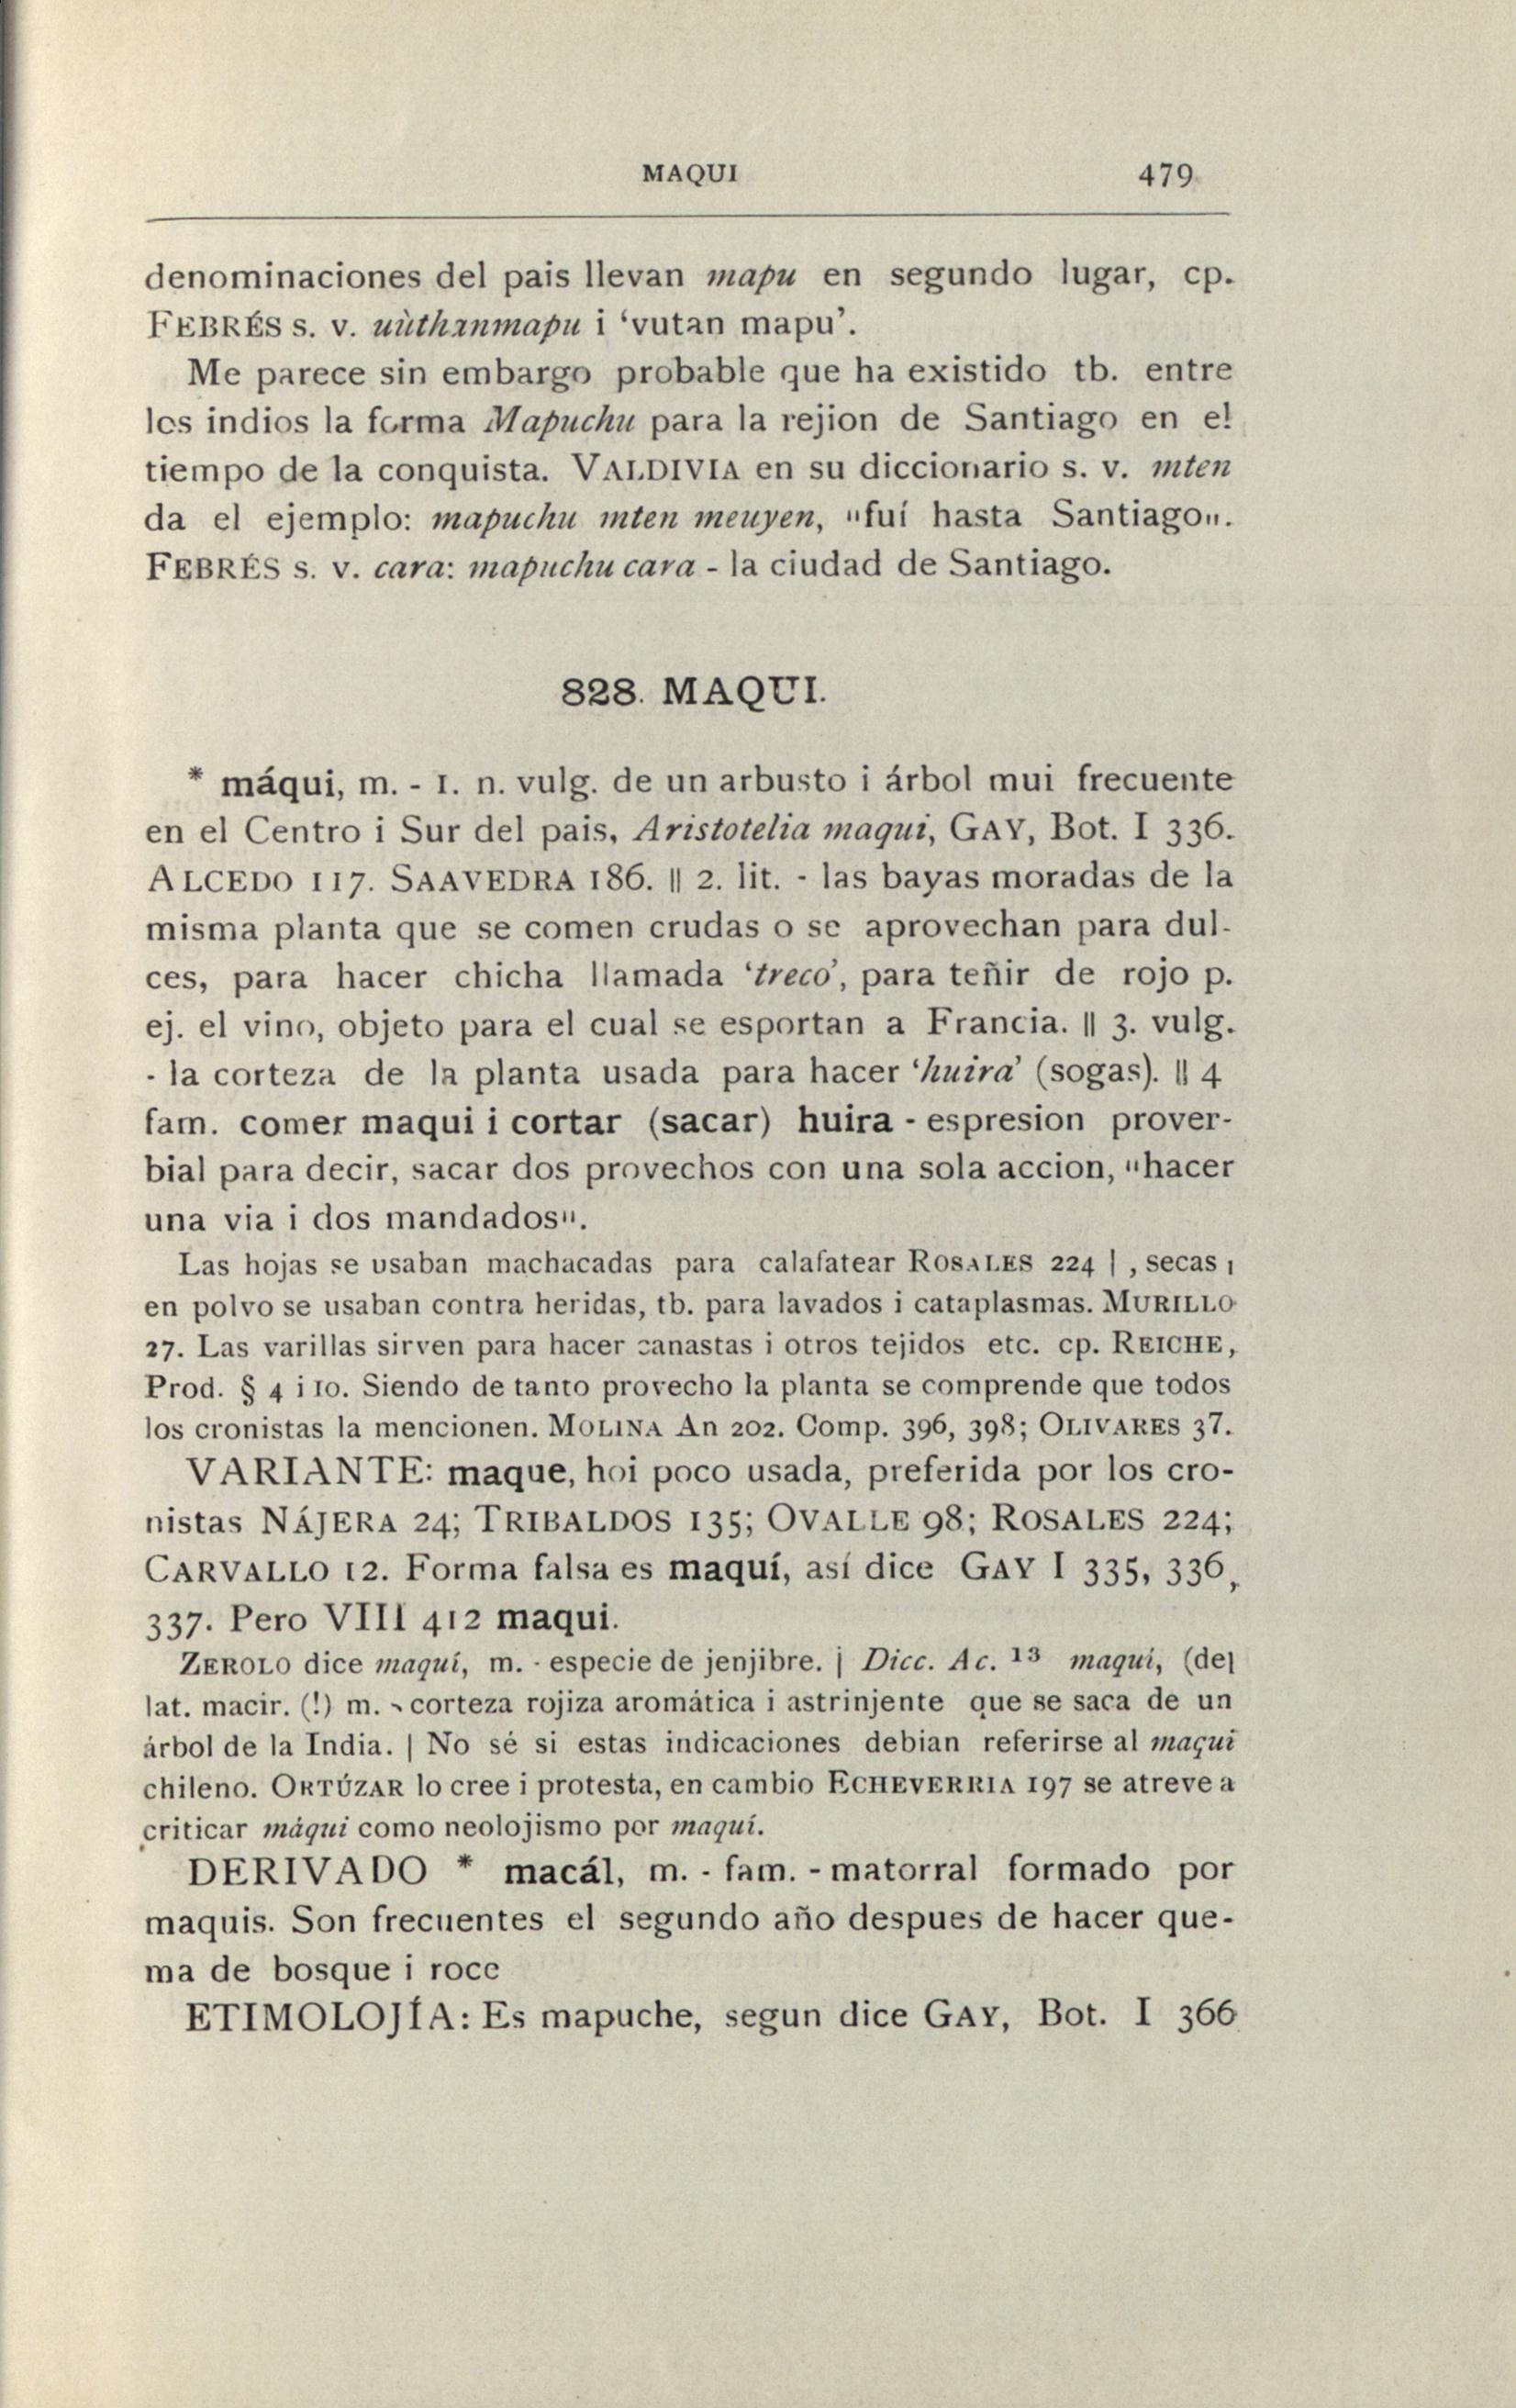 MAQUI 479
denominaciones del pais llevan mapu en segundo lugar, cp.
FEBRÉS s. v. uùthanmapu i ‘vutan mapu’.
Me parece sin embargo probable que ha existido tb. entre
los indios la forma Mapuchu para la rejion de Santiago en el
tiempo de la conquista. VALDIVIA en su diccionario s. v. mten
da el ejemplo: mapuchu mten meuyen, "fuí hasta Santiago".
FEBRÉS s. v. cara: mapuchu cara - la ciudad de Santiago.
828. MAQUI.
* máqui, m. - 1. n. vulg. de un arbusto i árbol mui frecuente
en el Centro i Sur del pais, Aristotelia maqui, GAY, Bot. I 336.
ALCEDO 117. SAAVEDRA 186. || 2. lit. - las bayas moradas de la
misma planta que se comen crudas o se aprovechan para dul-
ces, para hacer chicha llamada ‘treco’, para teñir de rojo p.
ej. el vino, objeto para el cual se esportan a Francia. || 3. vulg.
- la corteza de la planta usada para hacer ‘huira’ (sogas). || 4
fam. comer maqui i cortar (sacar) huira - espresion prover-
bial para decir, sacar dos provechos con una sola accion, "hacer
una via i dos mandados".
Las hojas se usaban machacadas para calafatear ROSALES 224 | , secas i
en polvo se usaban contra heridas, tb. para lavados i cataplasmas. MURILLO
27. Las varillas sirven para hacer canastas i otros tejidos etc. cp. REICHE,
Prod. § 4 i 10. Siendo de tanto provecho la planta se comprende que todos
los cronistas la mencionen. MOLINA An 202. Comp. 396, 398; OLIVARES 37.
VARIANTE: maque, hoi poco usada, preferida por los cro-
nistas NÁJERA 24; TRIBALDOS 135; OVALLE 98; ROSALES 224;
CARVALLO 12. Forma falsa es maquí, así dice GAY I 335, 336,
337. Pero VIII 412 maqui.
ZEROLO dice maquí, m. - especie de jenjibre. | Dicc. Ac. 13 maqui, (del
lat. macir. (!) m. - corteza rojiza aromática i astrinjente que se saca de un
árbol de la India. | No sé si estas indicaciones debian referirse al maqui
chileno. ORTÚZAR lo cree i protesta, en cambio ECHEVERRIA 197 se atreve a
criticar máqui como neolojismo por maquí.
DERIVADO * macál, m. - fam. - matorral formado por
maquis. Son frecuentes el segundo año despues de hacer que-
ma de bosque i roce
ETIMOLOJÍA: Es mapuche, segun dice GAY, Bot. I 366